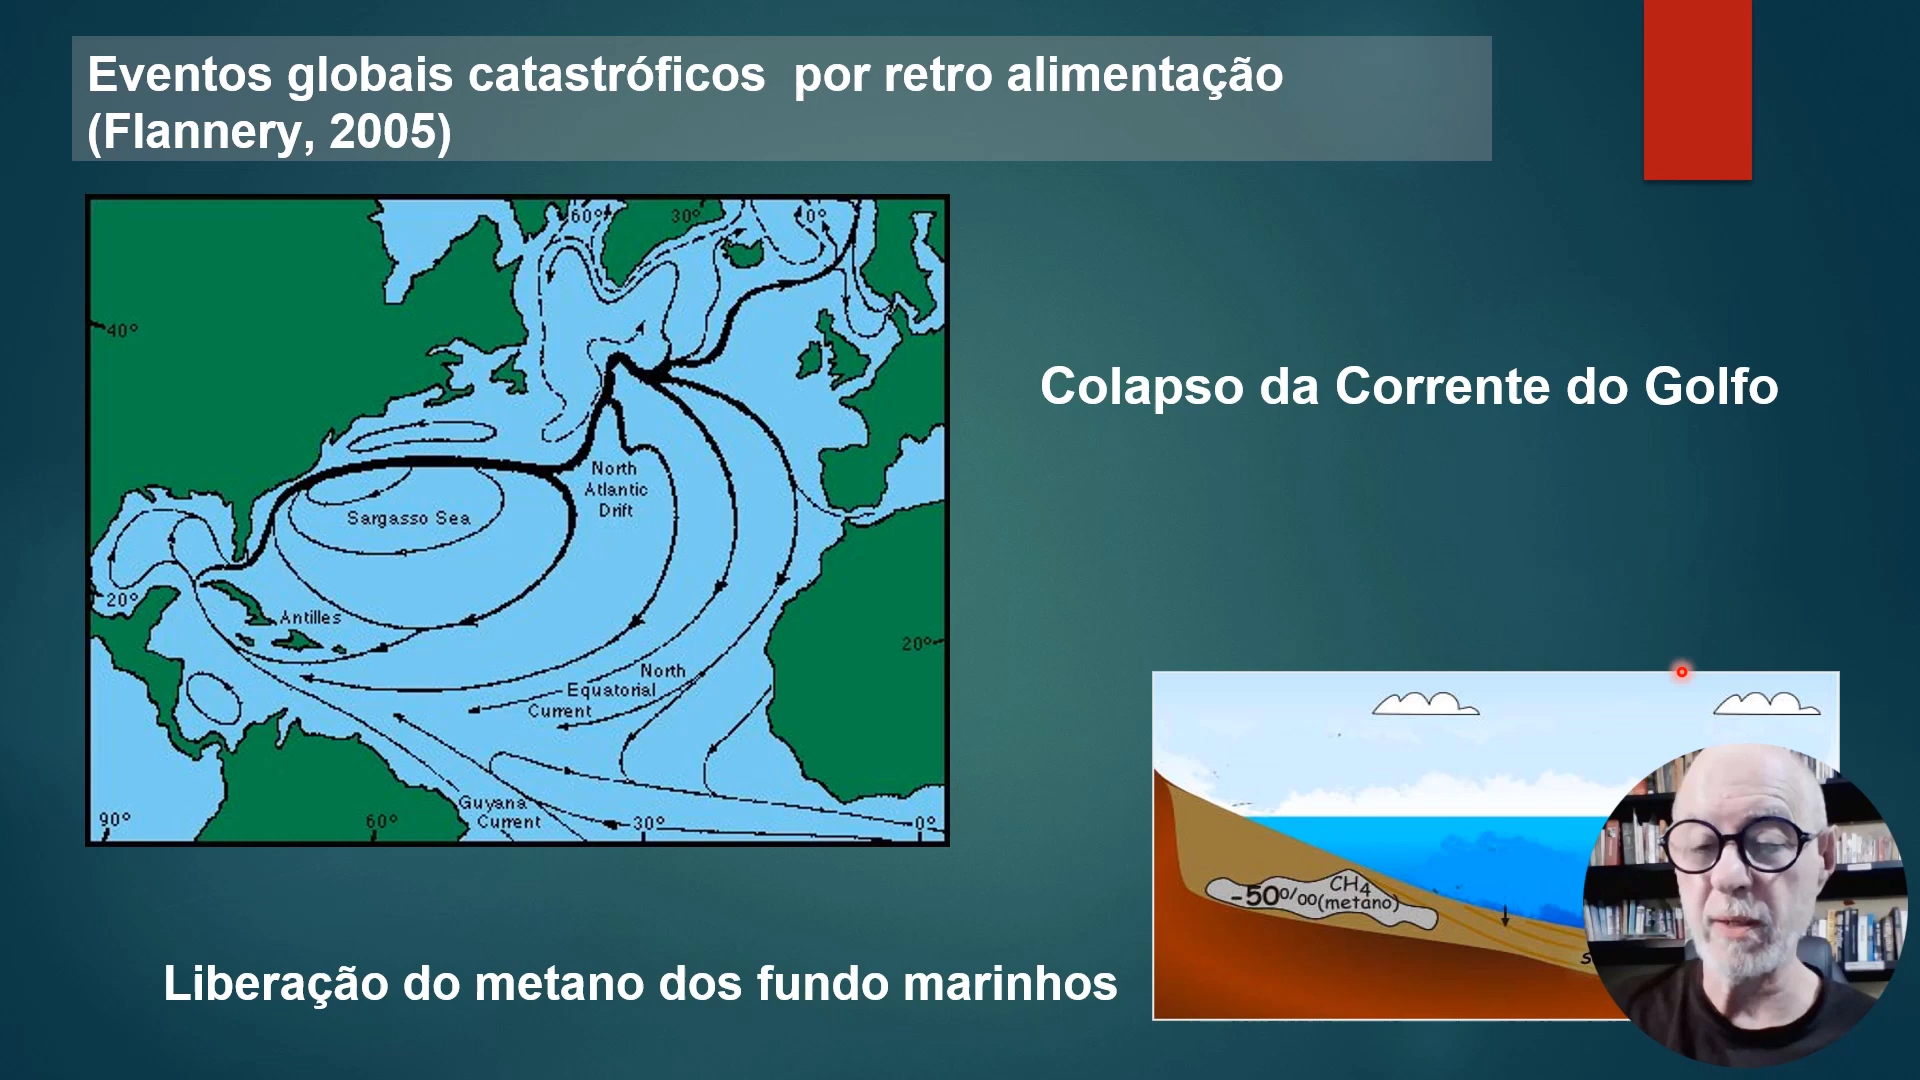 Eventos globais catastróficos  por retro alimentação
(Flannery, 2005)
60°
30°
0°
40°
North
Atlantic
Drift
Sargasso Sea
20°
Antilles
20°
North
Equatorial
Current
Guyana
Current
90°
60°
30°
0°
Colapso da Corrente do Golfo
CH4
-50º/oo(metano)
s
Liberação do metano dos fundo marinhos